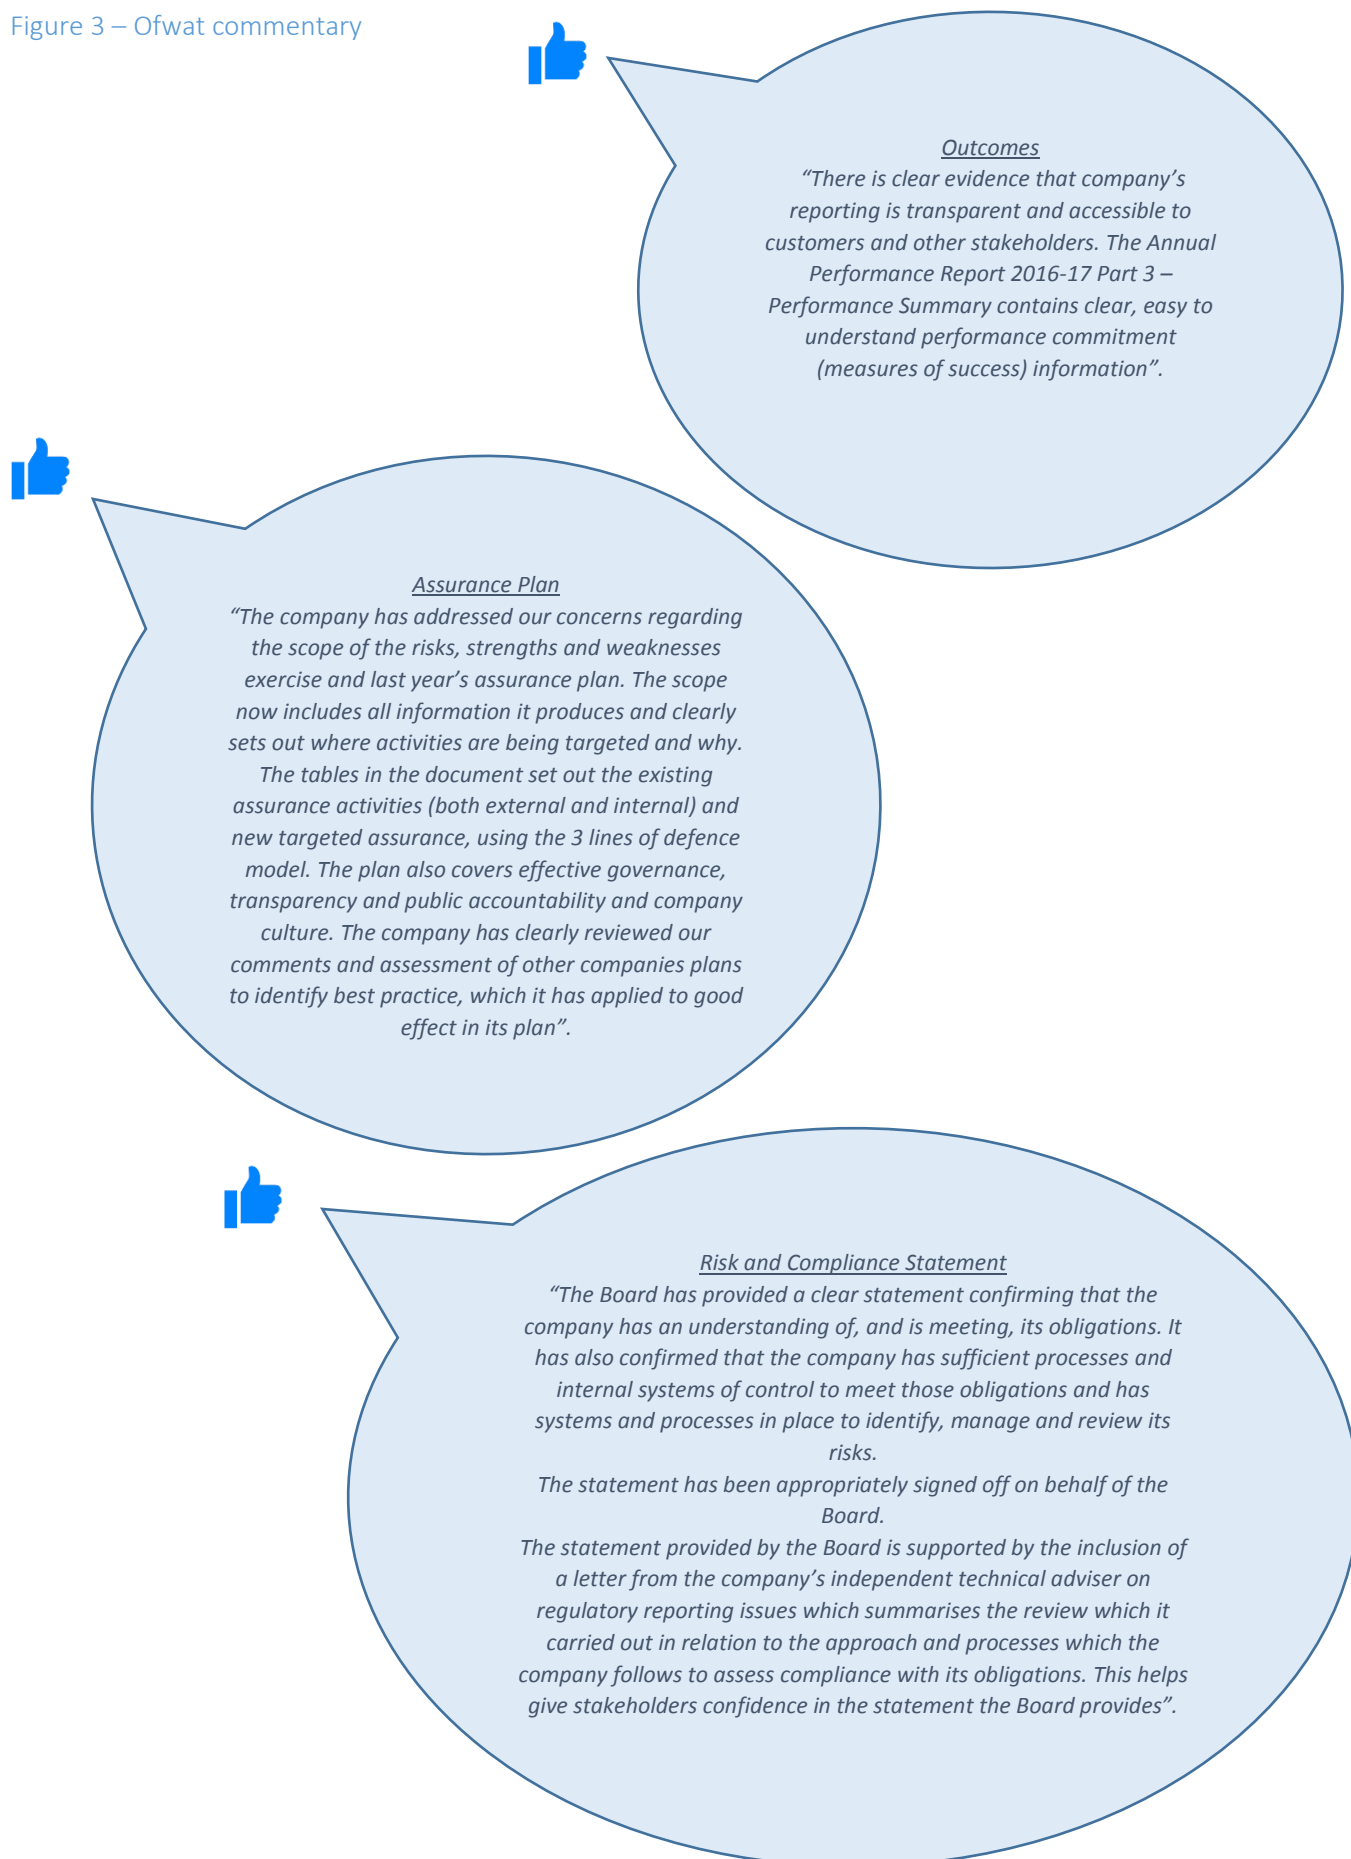 Figure 3 – Ofwat commentary
Outcomes
“There is clear evidence that company’s
reporting is transparent and accessible to
customers and other stakeholders. The Annual
Performance Report 2016-17 Part 3 –
Performance Summary contains clear, easy to
understand performance commitment
(measures of success) information”.
Assurance Plan
“The company has addressed our concerns regarding
the scope of the risks, strengths and weaknesses
exercise and last year’s assurance plan. The scope
now includes all information it produces and clearly
sets out where activities are being targeted and why.
The tables in the document set out the existing
assurance activities (both external and internal) and
new targeted assurance, using the 3 lines of defence
model. The plan also covers effective governance,
transparency and public accountability and company
culture. The company has clearly reviewed our
comments and assessment of other companies plans
to identify best practice, which it has applied to good
effect in its plan”.
Risk and Compliance Statement
“The Board has provided a clear statement confirming that the
company has an understanding of, and is meeting, its obligations. It
has also confirmed that the company has sufficient processes and
internal systems of control to meet those obligations and has
systems and processes in place to identify, manage and review its
risks.
The statement has been appropriately signed off on behalf of the
Board.
The statement provided by the Board is supported by the inclusion of
a letter from the company’s independent technical adviser on
regulatory reporting issues which summarises the review which it
carried out in relation to the approach and processes which the
company follows to assess compliance with its obligations. This helps
give stakeholders confidence in the statement the Board provides”.